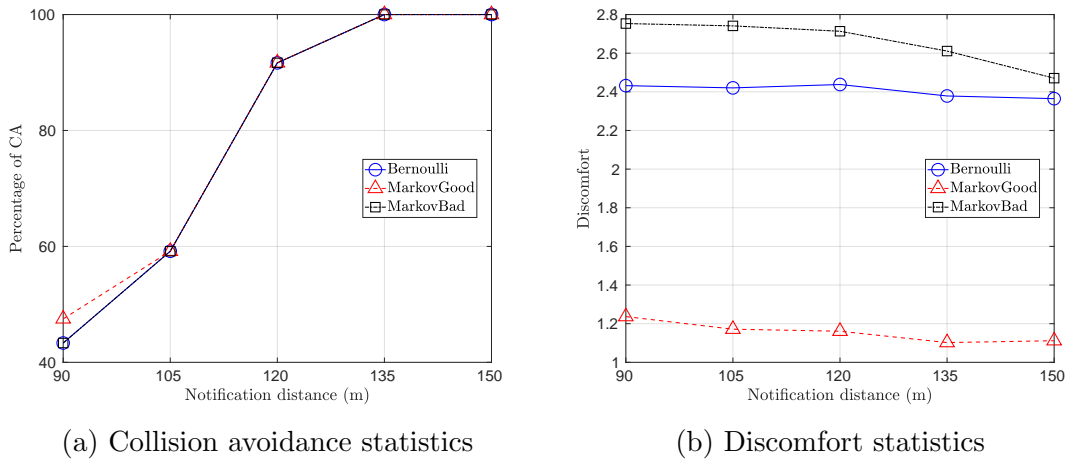 100
80
60
40
Percentage of CA
90
105
120
135
150
Notification distance (m)
Bernoulli
MarkovGood
MarkovBad
(a) Collision avoidance statistics
2.8
2.6
2.4
2.2
2
1.8
1.6
1.4
1.2
1
Discomfort
90
105
120
135
150
Notification distance (m)
Bernoulli
MarkovGood
MarkovBad
(b) Discomfort statistics